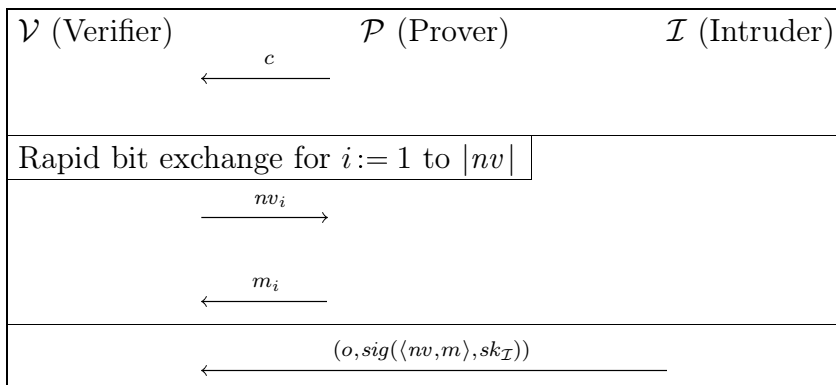 𝒱 (Verifier) 𝒫 (Prover) ℐ (Intruder)
c
Rapid bit exchange for i := 1 to |nv|
nv_i
m_i
(o, sig(⟨nv, m⟩, sk_ℐ))